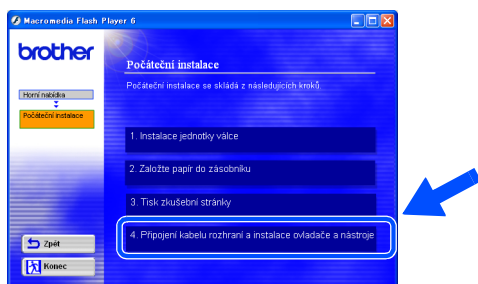 Macromedia Flash Player 6
brother
Počáteční instalace
Počáteční instalace se skládá z následujících kroků
Horní nabídka
Počáteční instalace
1. Instalace jednotky válce
2. Založte papír do zásobníku
3. Tisk zkušební stránky
4. Připojení kabelu rozhraní a instalace ovladače a nástroje
Zpět
Konec